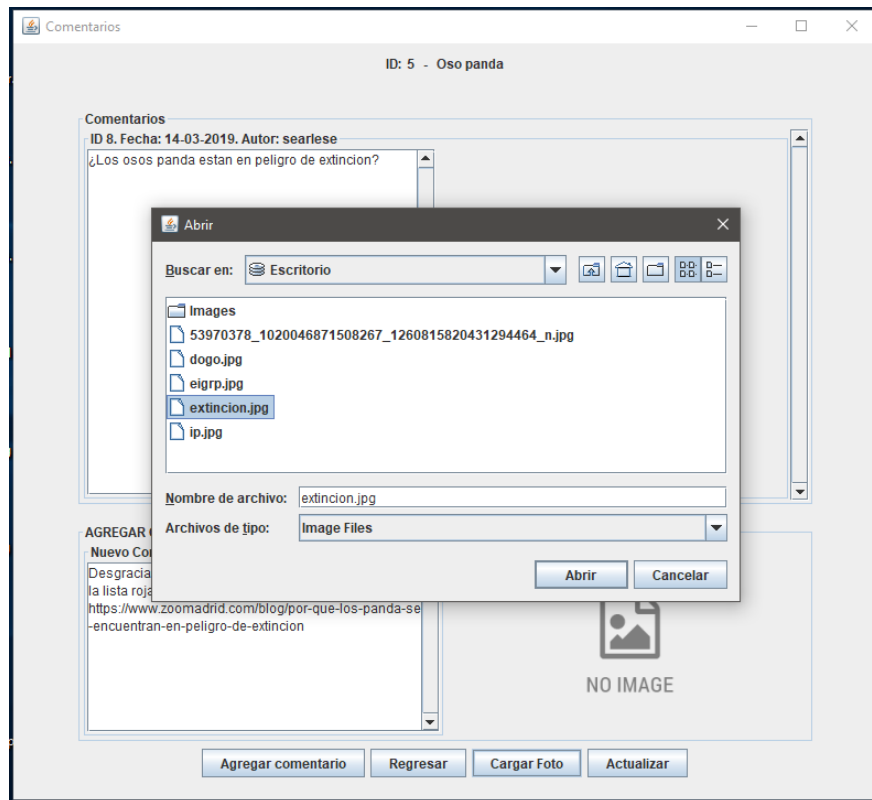 Comentarios
ID: 5 - Oso panda
Comentarios
ID 8. Fecha: 14-03-2019. Autor: searlese
¿Los osos panda estan en peligro de extincion?
Abrir
Buscar en: Escritorio
Images
53970378_1020046871508267_1260815820431294464_n.jpg
dogo.jpg
eigrp.jpg
extincion.jpg
ip.jpg
Nombre de archivo: extincion.jpg
Archivos de tipo: Image Files
Abrir Cancelar
AGREGAR
Nuevo
la lista
https://www.zoomadrid.com/blog/por-que-los-panda-se
-encuentran-en-peligro-de-extincion
NO IMAGE
Agregar comentario Regresar Cargar Foto Actualizar